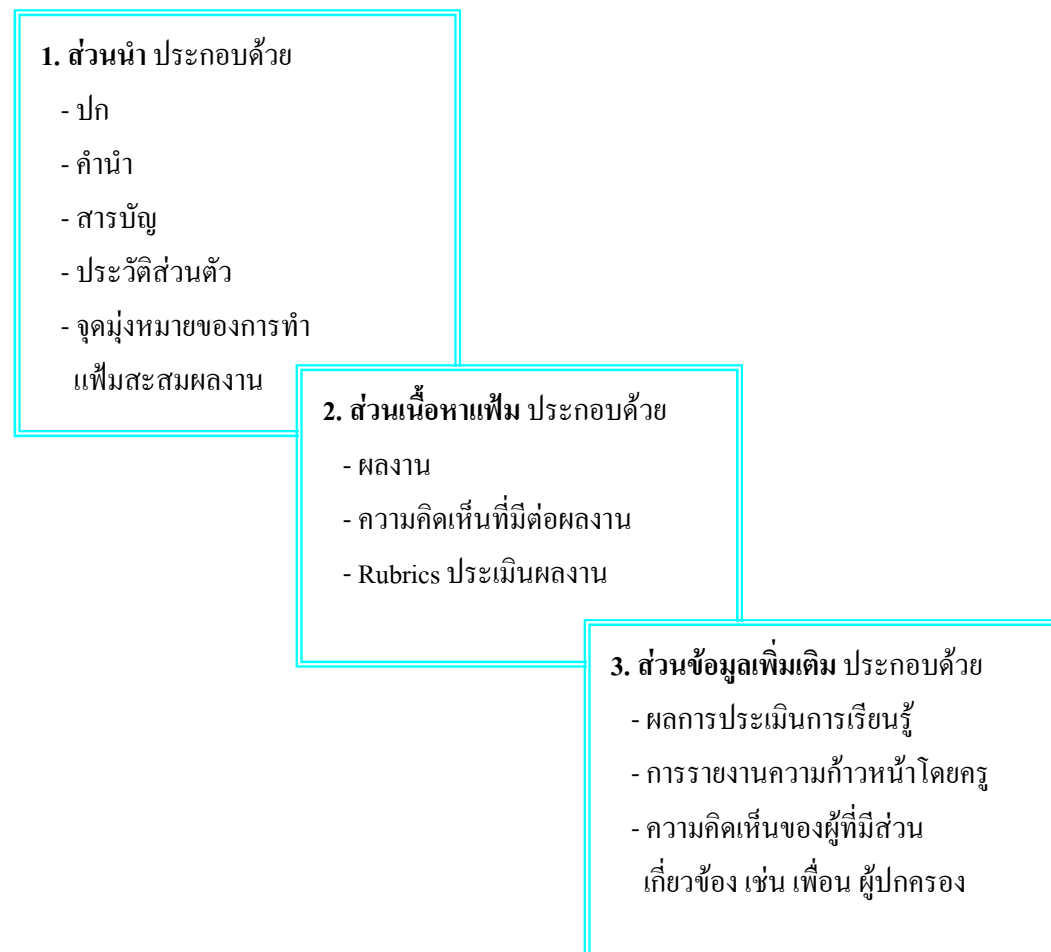 1. ส่วนนำ ประกอบด้วย
- ปก
- คำนำ
- สารบัญ
- ประวัติส่วนตัว
- จุดมุ่งหมายของการทำ
แฟ้มสะสมผลงาน
2. ส่วนเนื้อหาแฟ้ม ประกอบด้วย
- ผลงาน
- ความคิดเห็นที่มีต่อผลงาน
- Rubrics ประเมินผลงาน
3. ส่วนข้อมูลเพิ่มเติม ประกอบด้วย
- ผลการประเมินการเรียนรู้
- การรายงานความก้าวหน้าโดยครู
- ความคิดเห็นของผู้ที่มีส่วน
เกี่ยวข้อง เช่น เพื่อน ผู้ปกครอง